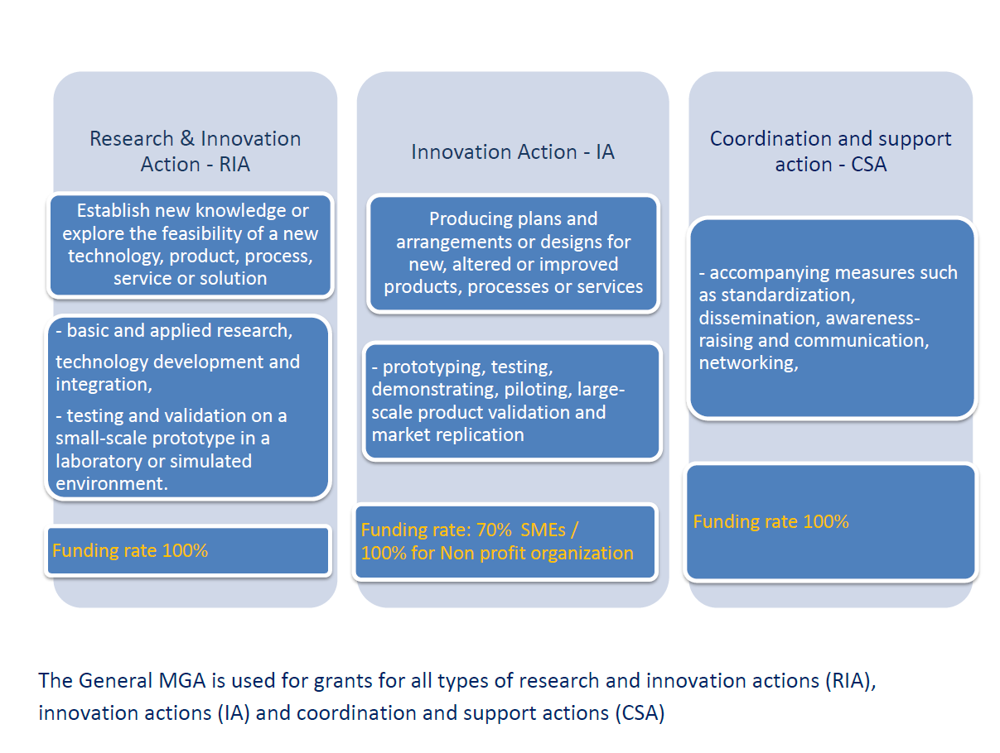 Research & Innovation
Action - RIA
Establish new knowledge or
explore the feasibility of a new
technology, product, process,
service or solution
- basic and applied research,
technology development and
integration,
- testing and validation on a
small-scale prototype in a
laboratory or simulated
environment.
Funding rate 100%
Innovation Action - IA
Producing plans and
arrangements or designs for
new, altered or improved
products, processes or services
- prototyping, testing,
demonstrating, piloting, large-
scale product validation and
market replication
Funding rate: 70% SMEs /
100% for Non profit organization
Coordination and support
action - CSA
- accompanying measures such
as standardization,
dissemination, awareness-
raising and communication,
networking,
Funding rate 100%
The General MGA is used for grants for all types of research and innovation actions (RIA),
innovation actions (IA) and coordination and support actions (CSA)